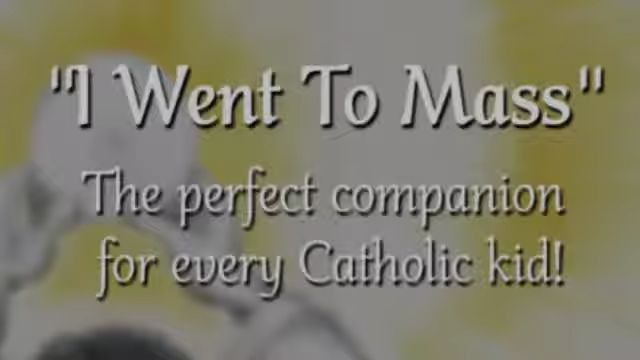 "I Went To Mass"
The perfect companion
for every Catholic kid!